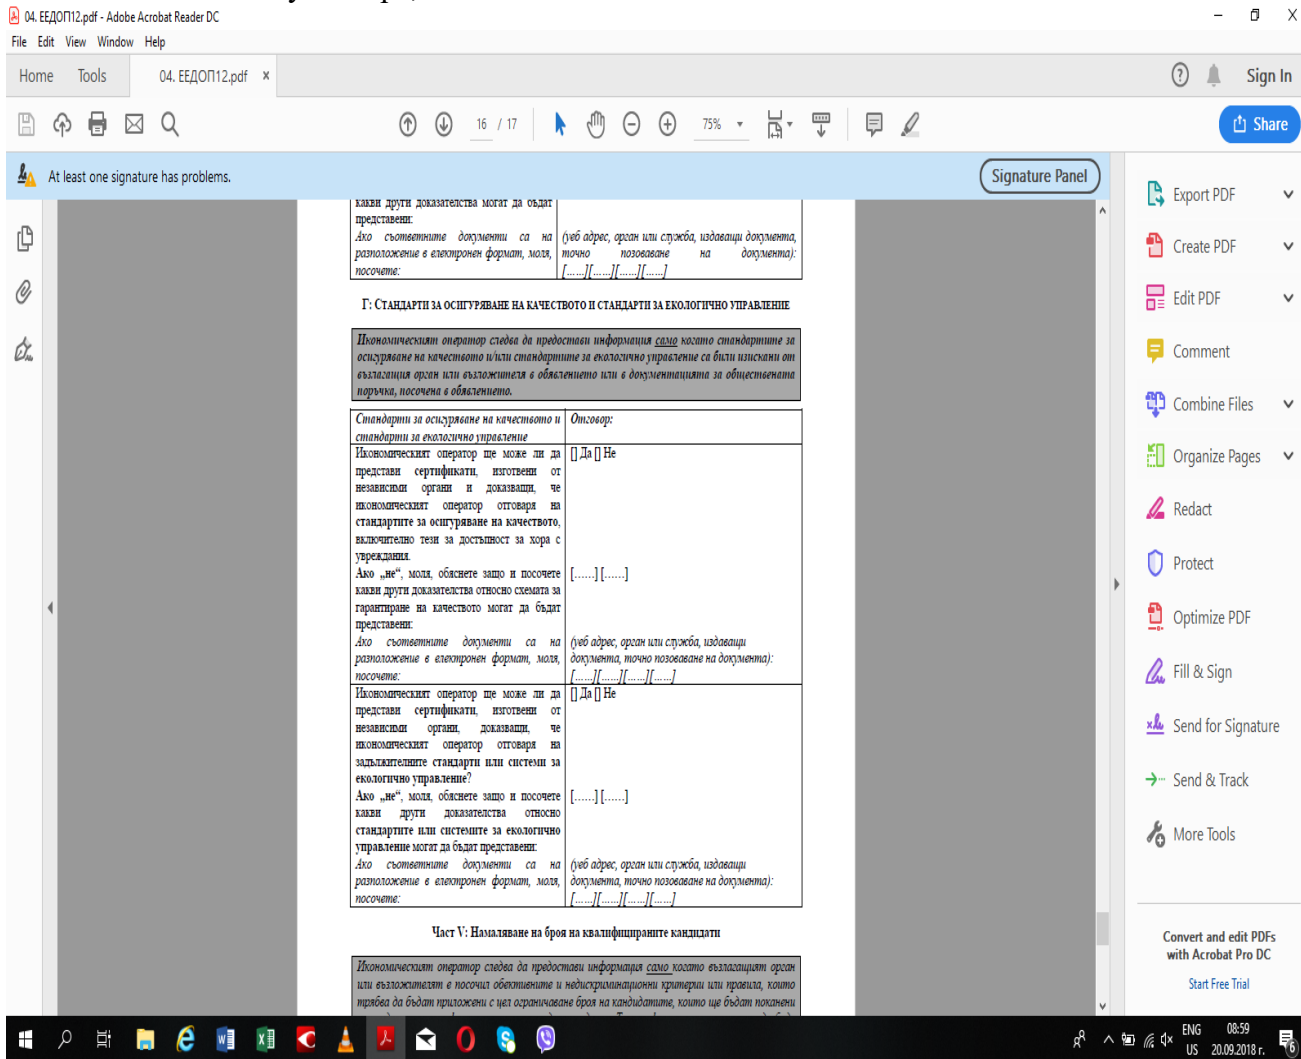 04. ЕЕДОП12.pdf - Adobe Acrobat Reader DC
File Edit View Window Help
Home Tools 04. ЕЕДОП12.pdf × Sign In
16 / 17 75% Share
At least one signature has problems. Signature Panel
какви други доказателства могат да бъдат
представени:
Ако съответните документи са на
разположение в електронен формат, моля,
посочете:
(уеб адрес, орган или служба, издаващи документа,
точно позоваване на документа):
[……][……][……][……]
Г: Стандарти за осигуряване на качеството и стандарти за екологично управление
Икономическият оператор следва да предостави информация само когато стандартите за
осигуряване на качеството и/или стандартите за екологично управление са били изискани от
възлагащия орган или възложителя в обявлението или в документацията за обществената
поръчка, посочена в обявлението.
Стандарти за осигуряване на качеството и
стандарти за екологично управление
Отговор:
Икономическият оператор ще може ли да
представи сертификати, изготвени от
независими органи и доказващи, че
икономическият оператор отговаря на
стандартите за осигуряване на качеството,
включително тези за достъпност за хора с
увреждания.
[] Да [] Не
Ако „не“, моля, обяснете защо и посочете
какви други доказателства относно схемата за
гарантиране на качеството могат да бъдат
представени:
[……] [……]
Ако съответните документи са на
разположение в електронен формат, моля,
посочете:
(уеб адрес, орган или служба, издаващи
документа, точно позоваване на документа):
[……][……][……][……]
Икономическият оператор ще може ли да
представи сертификати, изготвени от
независими органи, доказващи, че
икономическият оператор отговаря на
задължителните стандарти или системи за
екологично управление?
[] Да [] Не
Ако „не“, моля, обяснете защо и посочете
какви други доказателства относно
стандартите или системите за екологично
управление могат да бъдат представени:
[……] [……]
Ако съответните документи са на
разположение в електронен формат, моля,
посочете:
(уеб адрес, орган или служба, издаващи
документа, точно позоваване на документа):
[……][……][……][……]
Част V: Намаляване на броя на квалифицираните кандидати
Икономическият оператор следва да предостави информация само когато възлагащият орган
или възложителят е посочил обективните и недискриминационни критерии или правила, които
трябва да бъдат приложени с цел ограничаване броя на кандидатите, които ще бъдат поканени
Export PDF
Create PDF
Edit PDF
Comment
Combine Files
Organize Pages
Redact
Protect
Optimize PDF
Fill & Sign
Send for Signature
Send & Track
More Tools
Convert and edit PDFs
with Acrobat Pro DC
Start Free Trial
ENG 08:59
US 20.09.2018 г.
6